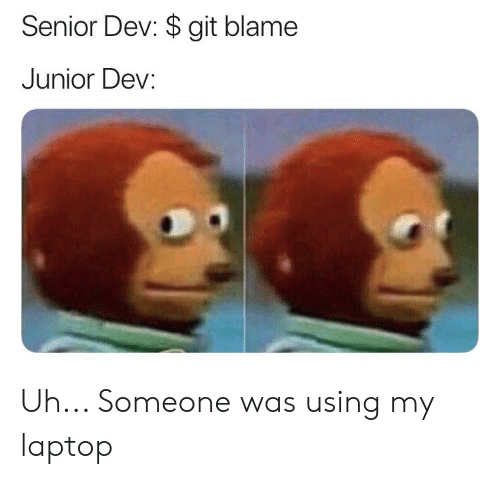 Senior Dev: $ git blame
Junior Dev:
Uh... Someone was using my
laptop